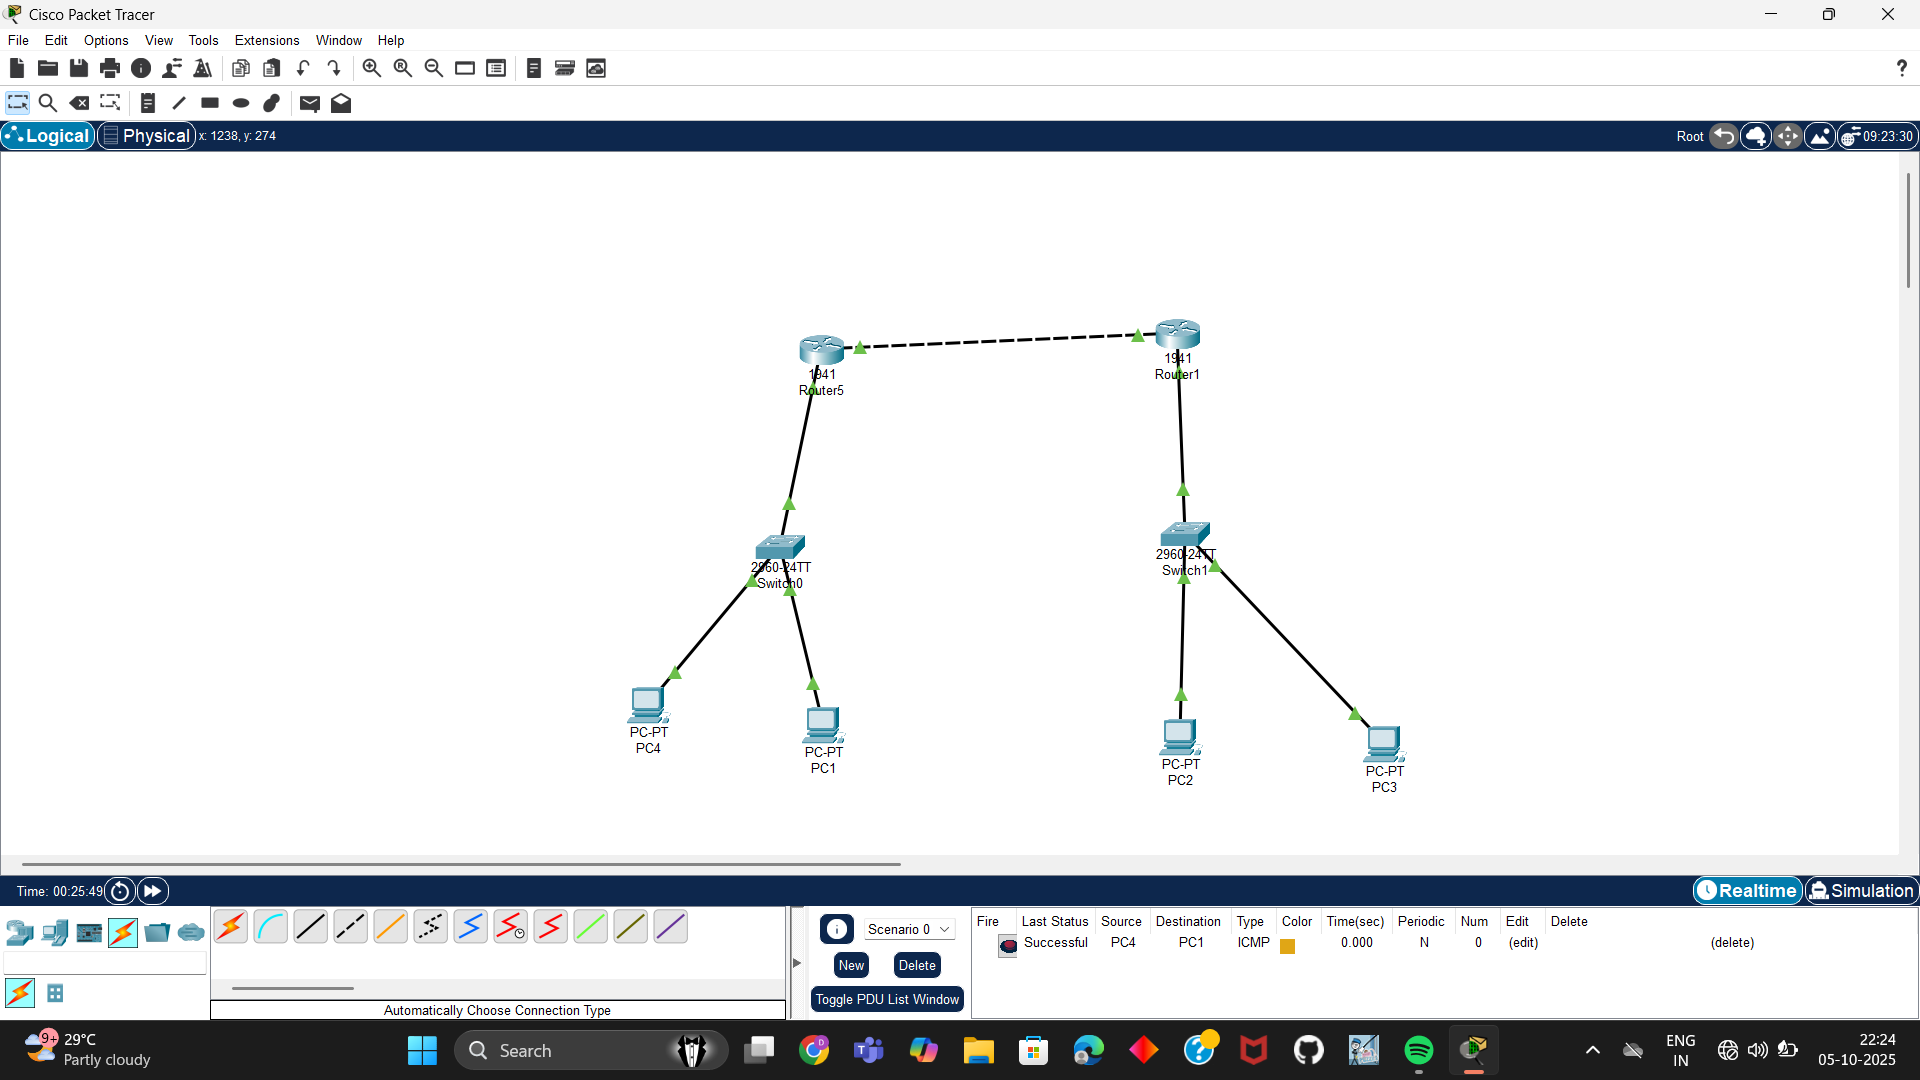 Cisco Packet Tracer
File Edit Options View Tools Extensions Window Help
?
Logical Physical x: 1238, y: 274 Root 09:23:30
1941
Router5
1941
Router1
2960-24TT
Switch0
2960-24TT
Switch1
PC-PT
PC4
PC-PT
PC1
PC-PT
PC2
PC-PT
PC3
Time: 00:25:49 Realtime Simulation
Automatically Choose Connection Type
Scenario 0
New Delete
Toggle PDU List Window
Fire Last Status Source Destination Type Color Time(sec) Periodic Num Edit Delete
Successful PC4 PC1 ICMP 0.000 N 0 (edit) (delete)
9+ 29°C
Partly cloudy
Search
D
ENG
IN
22:24
05-10-2025